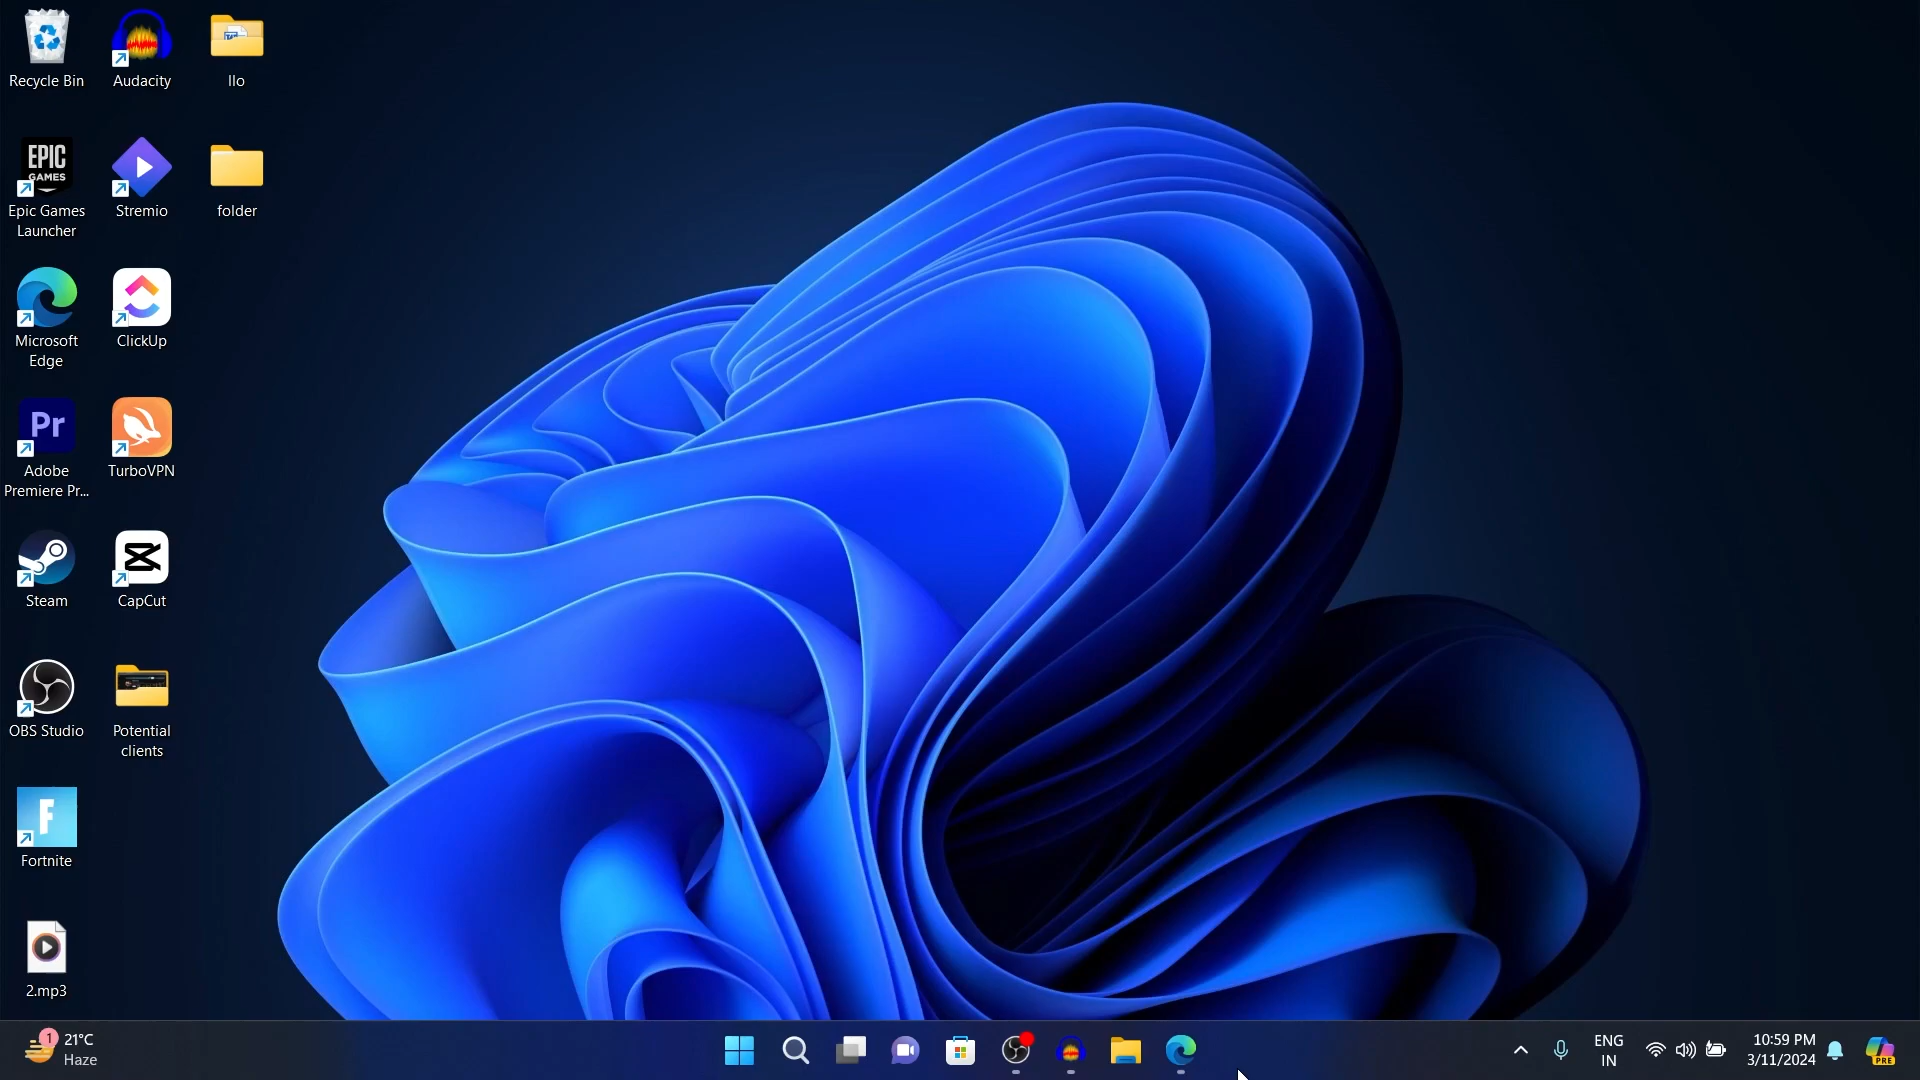 Recycle Bin
Audacity
llo
EPIC
GAMES
Epic Games
Launcher
Stremio
folder
Microsoft
Edge
ClickUp
Pr
Adobe
Premiere Pr...
TurboVPN
Steam
CapCut
OBS Studio
Potential
clients
F
Fortnite
2.mp3
1
21°C
Haze
ENG
IN
10:59 PM
3/11/2024
PRE